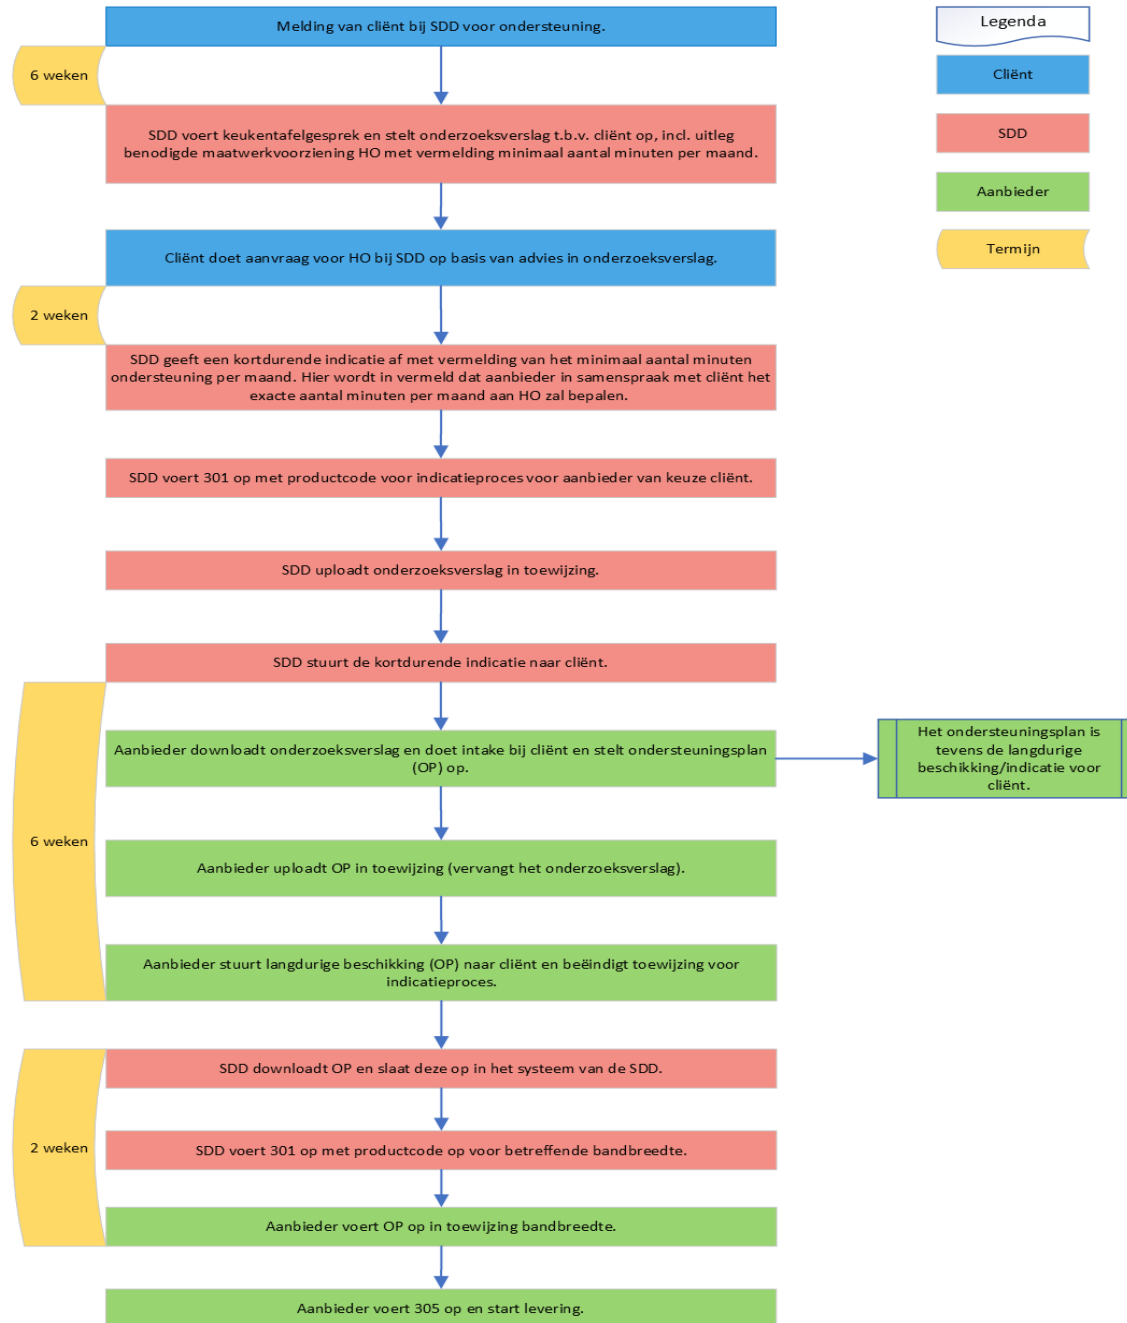 Melding van cliënt bij SDD voor ondersteuning.
Legenda
6 weken
Cliënt
SDD voert keukentafelgesprek en stelt onderzoeksverslag t.b.v. cliënt op, incl. uitleg
benodigde maatwerkvoorziening HO met vermelding minimaal aantal minuten per maand.
SDD
Aanbieder
Cliënt doet aanvraag voor HO bij SDD op basis van advies in onderzoeksverslag.
Termijn
2 weken
SDD geeft een kortdurende indicatie af met vermelding van het minimaal aantal minuten
ondersteuning per maand. Hier wordt in vermeld dat aanbieder in samenspraak met cliënt het
exacte aantal minuten per maand aan HO zal bepalen.
SDD voert 301 op met productcode voor indicatieproces voor aanbieder van keuze cliënt.
SDD uploadt onderzoeksverslag in toewijzing.
SDD stuurt de kortdurende indicatie naar cliënt.
Aanbieder downloadt onderzoeksverslag en doet intake bij cliënt en stelt ondersteuningsplan
(OP) op.
Het ondersteuningsplan is
tevens de langdurige
beschikking/indicatie voor
cliënt.
6 weken
Aanbieder uploadt OP in toewijzing (vervangt het onderzoeksverslag).
Aanbieder stuurt langdurige beschikking (OP) naar cliënt en beëindigt toewijzing voor
indicatieproces.
SDD downloadt OP en slaat deze op in het systeem van de SDD.
2 weken
SDD voert 301 op met productcode op voor betreffende bandbreedte.
Aanbieder voert OP op in toewijzing bandbreedte.
Aanbieder voert 305 op en start levering.